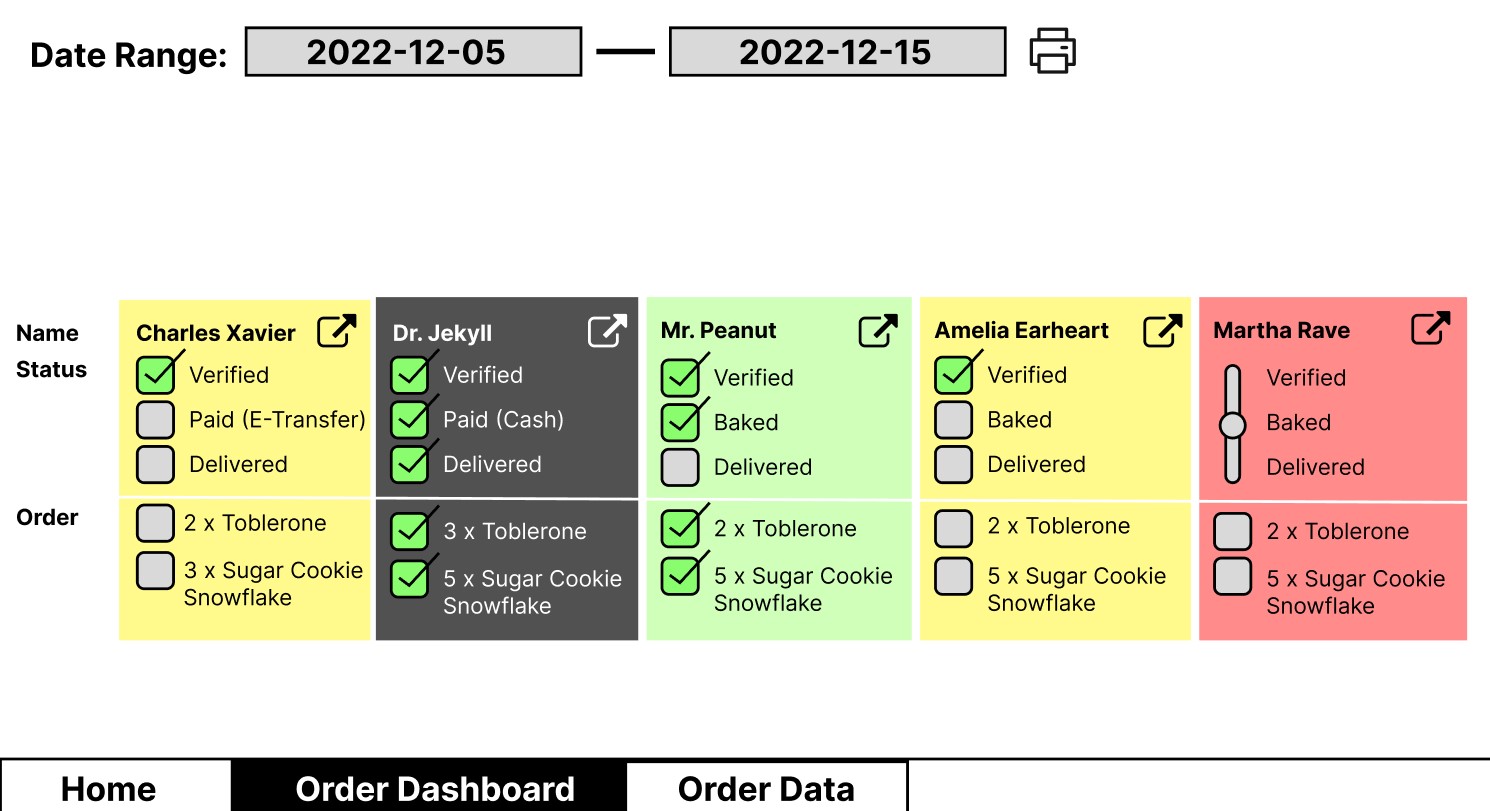 Date Range: 2022-12-05 — 2022-12-15
Name
Status
Order
Charles Xavier
Verified
Paid (E-Transfer)
Delivered
2 x Toblerone
3 x Sugar Cookie
Snowflake
Dr. Jekyll
Verified
Paid (Cash)
Delivered
3 x Toblerone
5 x Sugar Cookie
Snowflake
Mr. Peanut
Verified
Baked
Delivered
2 x Toblerone
5 x Sugar Cookie
Snowflake
Amelia Earheart
Verified
Baked
Delivered
2 x Toblerone
5 x Sugar Cookie
Snowflake
Martha Rave
Verified
Baked
Delivered
2 x Toblerone
5 x Sugar Cookie
Snowflake
Home
Order Dashboard
Order Data